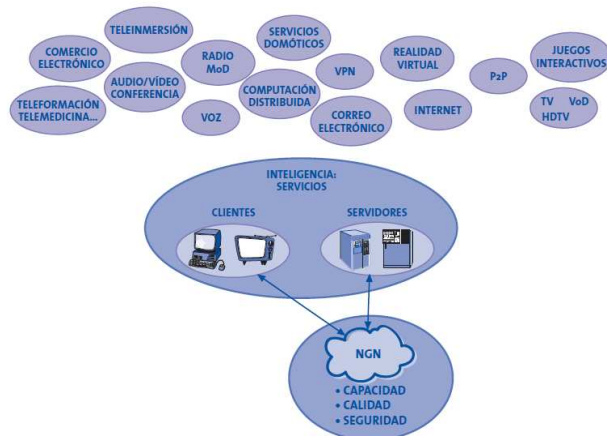 TELEINMERSIÓN
SERVICIOS
DOMÓTICOS
COMERCIO
ELECTRÓNICO
RADIO
MoD
REALIDAD
VIRTUAL
JUEGOS
INTERACTIVOS
AUDIO/VÍDEO
CONFERENCIA
VPN
P2P
TELEFORMACIÓN
TELEMEDICINA...
COMPUTACIÓN
DISTRIBUIDA
VOZ
CORREO
ELECTRÓNICO
INTERNET
TV VoD
HDTV
INTELIGENCIA:
SERVICIOS
CLIENTES
SERVIDORES
NGN
• CAPACIDAD
• CALIDAD
• SEGURIDAD